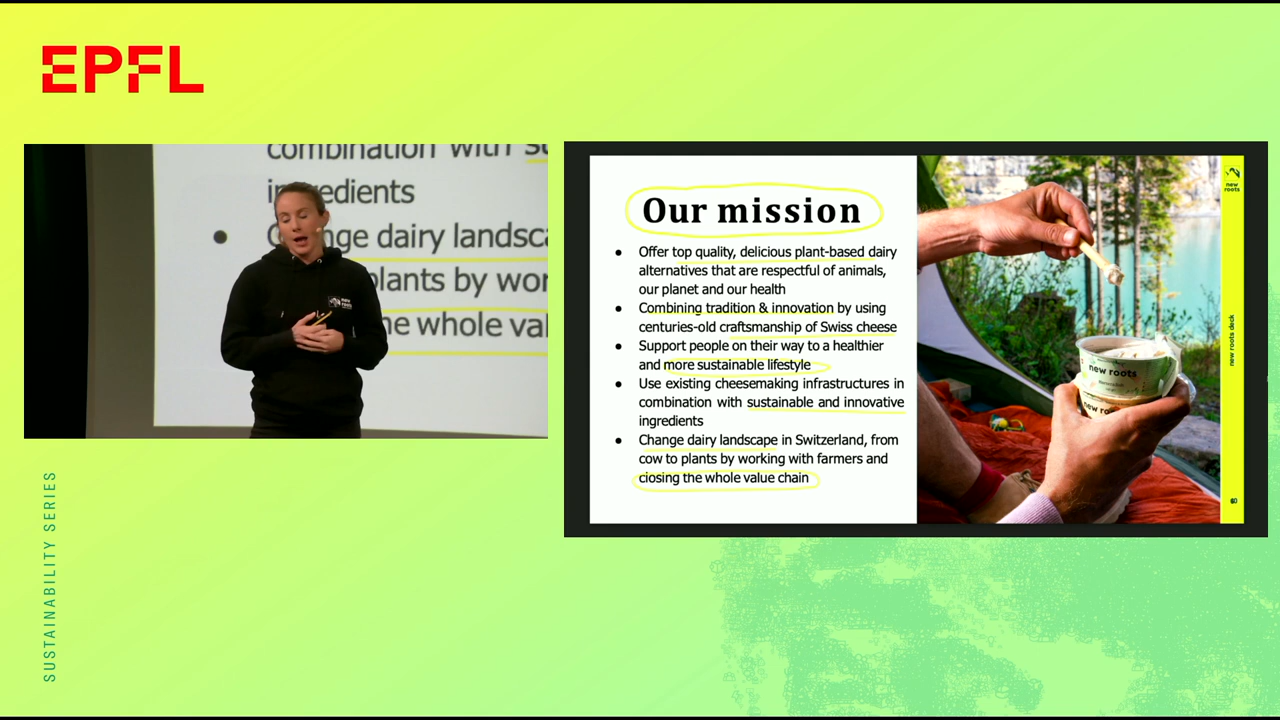 EPFL
combination with su
ingredients
Change dairy landsca
plants by wor
he whole val
new
roots
SUSTAINABILITY SERIES
Our mission
• Offer top quality, delicious plant-based dairy
alternatives that are respectful of animals,
our planet and our health
• Combining tradition & innovation by using
centuries-old craftsmanship of Swiss cheese
• Support people on their way to a healthier
and more sustainable lifestyle
• Use existing cheesemaking infrastructures in
combination with sustainable and innovative
ingredients
• Change dairy landscape in Switzerland, from
cow to plants by working with farmers and
closing the whole value chain
new roots
new ro
new
roots
new roots deck